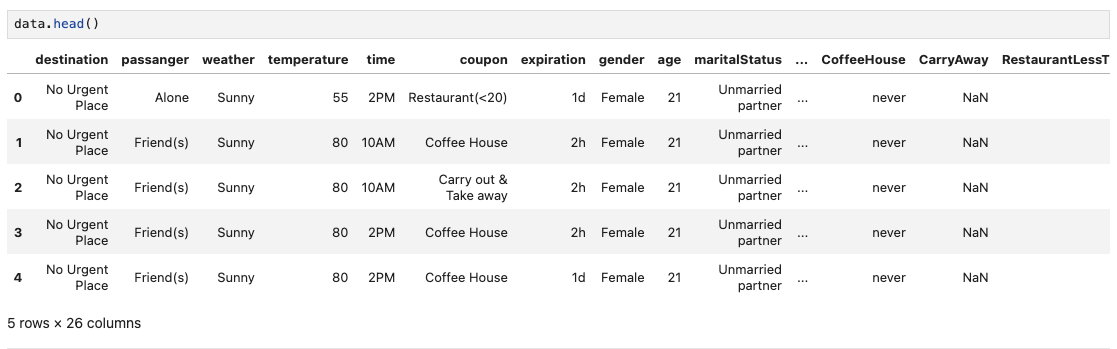 data.head()
destination passanger weather temperature time coupon expiration gender age maritalStatus ... CoffeeHouse CarryAway RestaurantLessT
0 No Urgent Place Alone Sunny 55 2PM Restaurant(<20) 1d Female 21 Unmarried partner ... never NaN
1 No Urgent Place Friend(s) Sunny 80 10AM Coffee House 2h Female 21 Unmarried partner ... never NaN
2 No Urgent Place Friend(s) Sunny 80 10AM Carry out & Take away 2h Female 21 Unmarried partner ... never NaN
3 No Urgent Place Friend(s) Sunny 80 2PM Coffee House 2h Female 21 Unmarried partner ... never NaN
4 No Urgent Place Friend(s) Sunny 80 2PM Coffee House 1d Female 21 Unmarried partner ... never NaN
5 rows × 26 columns